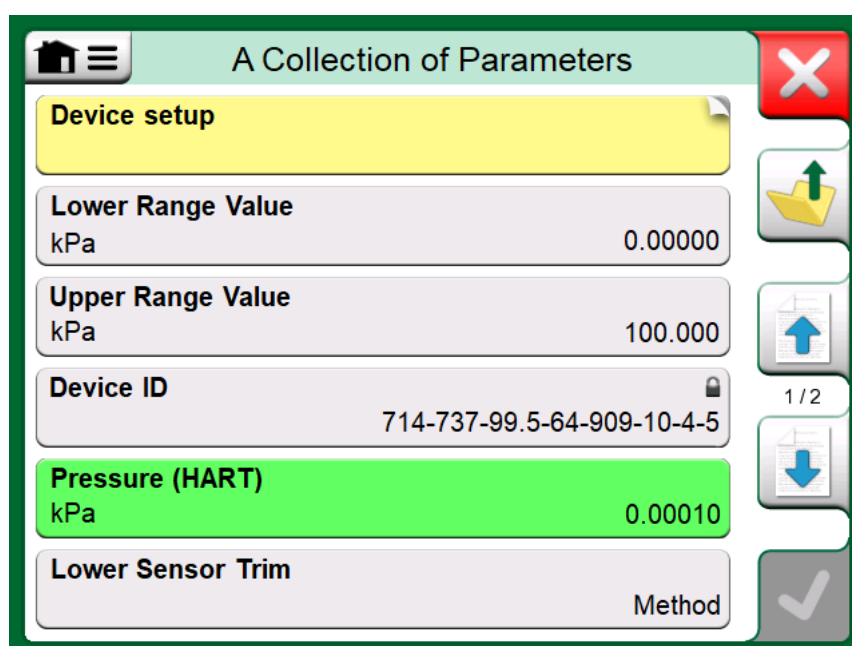 A Collection of Parameters
Device setup
Lower Range Value
kPa 0.00000
Upper Range Value
kPa 100.000
Device ID
714-737-99.5-64-909-10-4-5
1 / 2
Pressure (HART)
kPa 0.00010
Lower Sensor Trim
Method